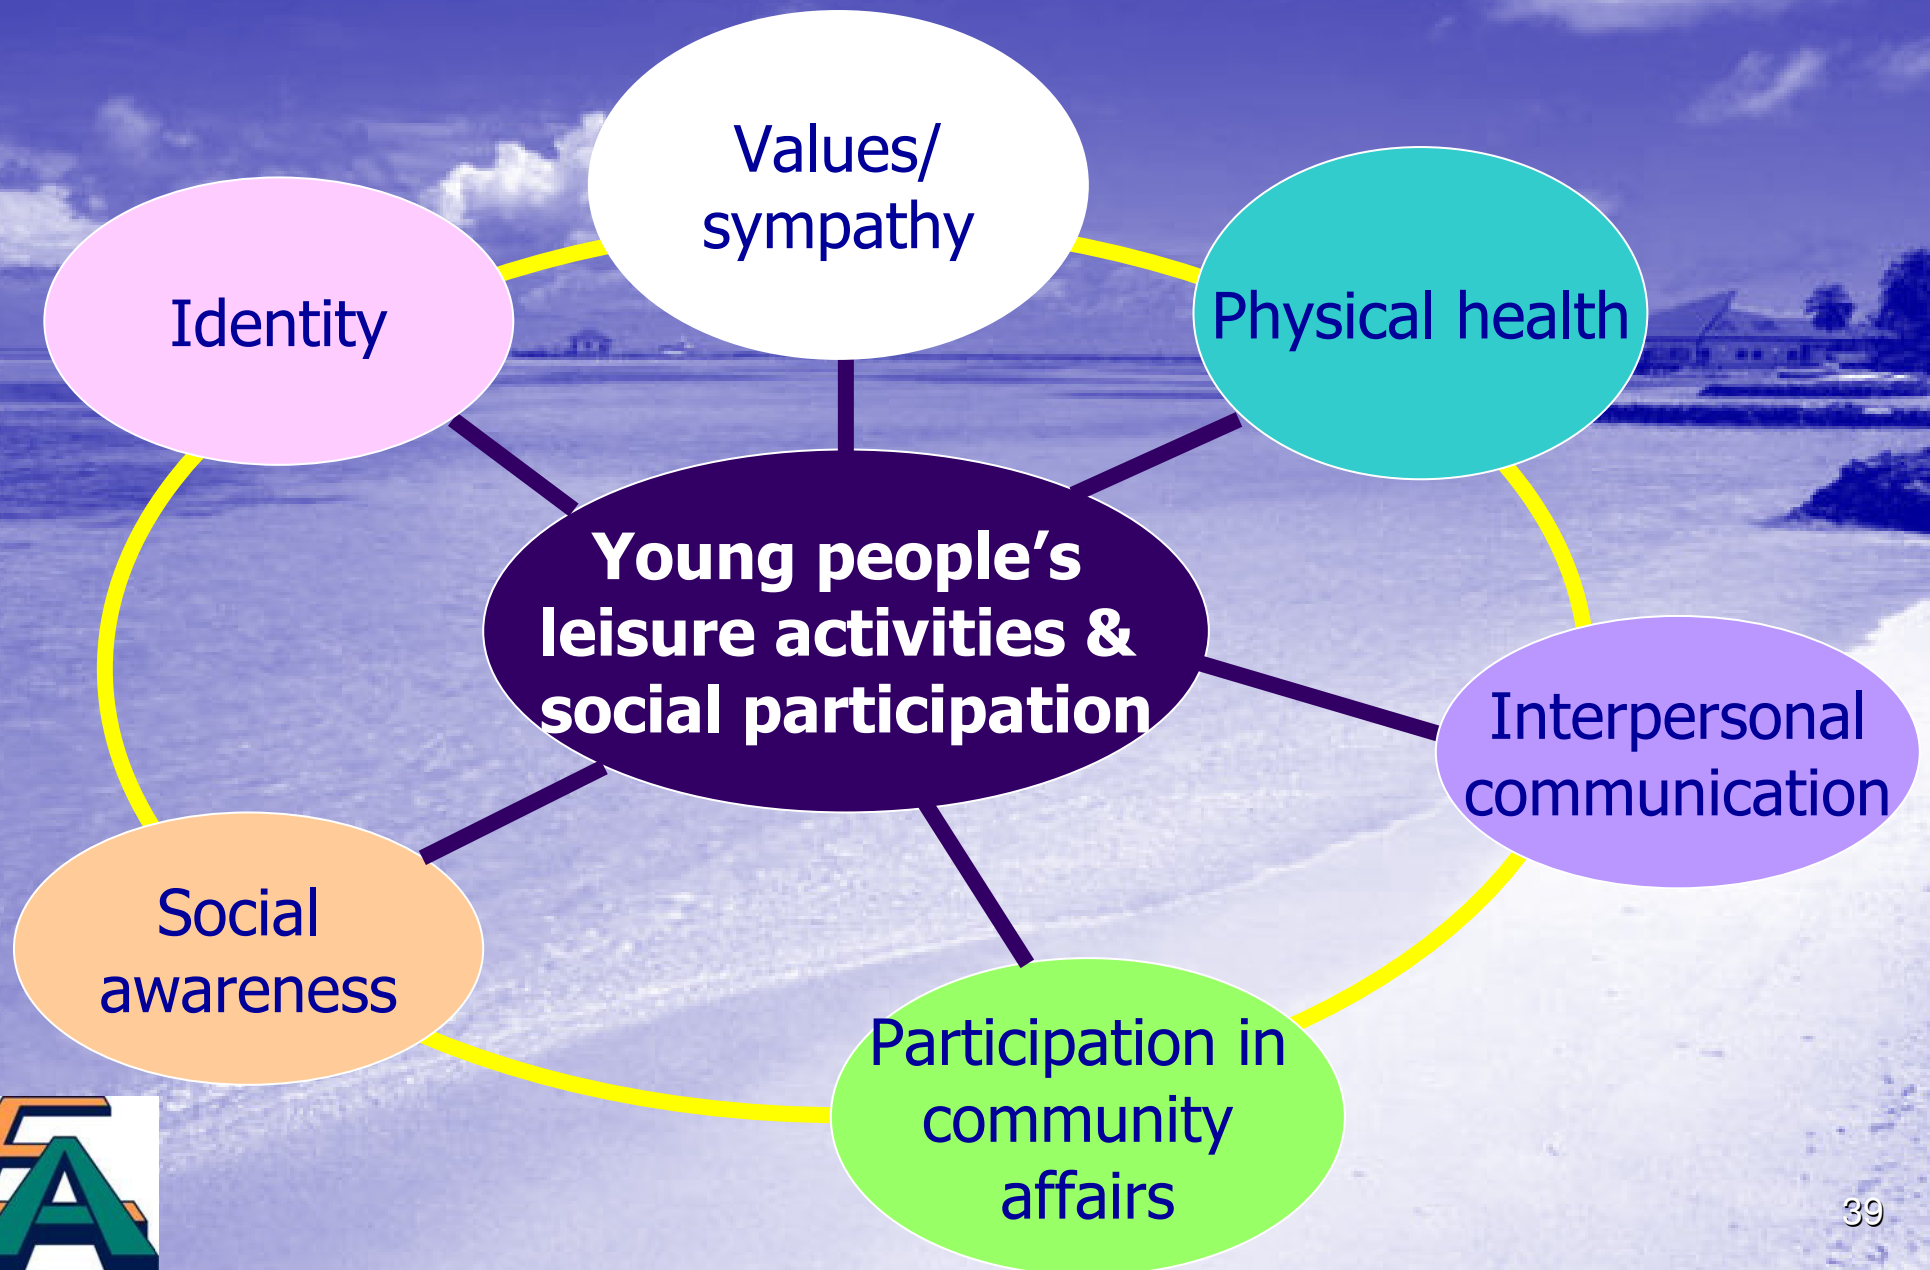 Values/
sympathy
Identity
Physical health
Young people’s
leisure activities &
social participation
Interpersonal
communication
Social
awareness
Participation in
community
affairs
39